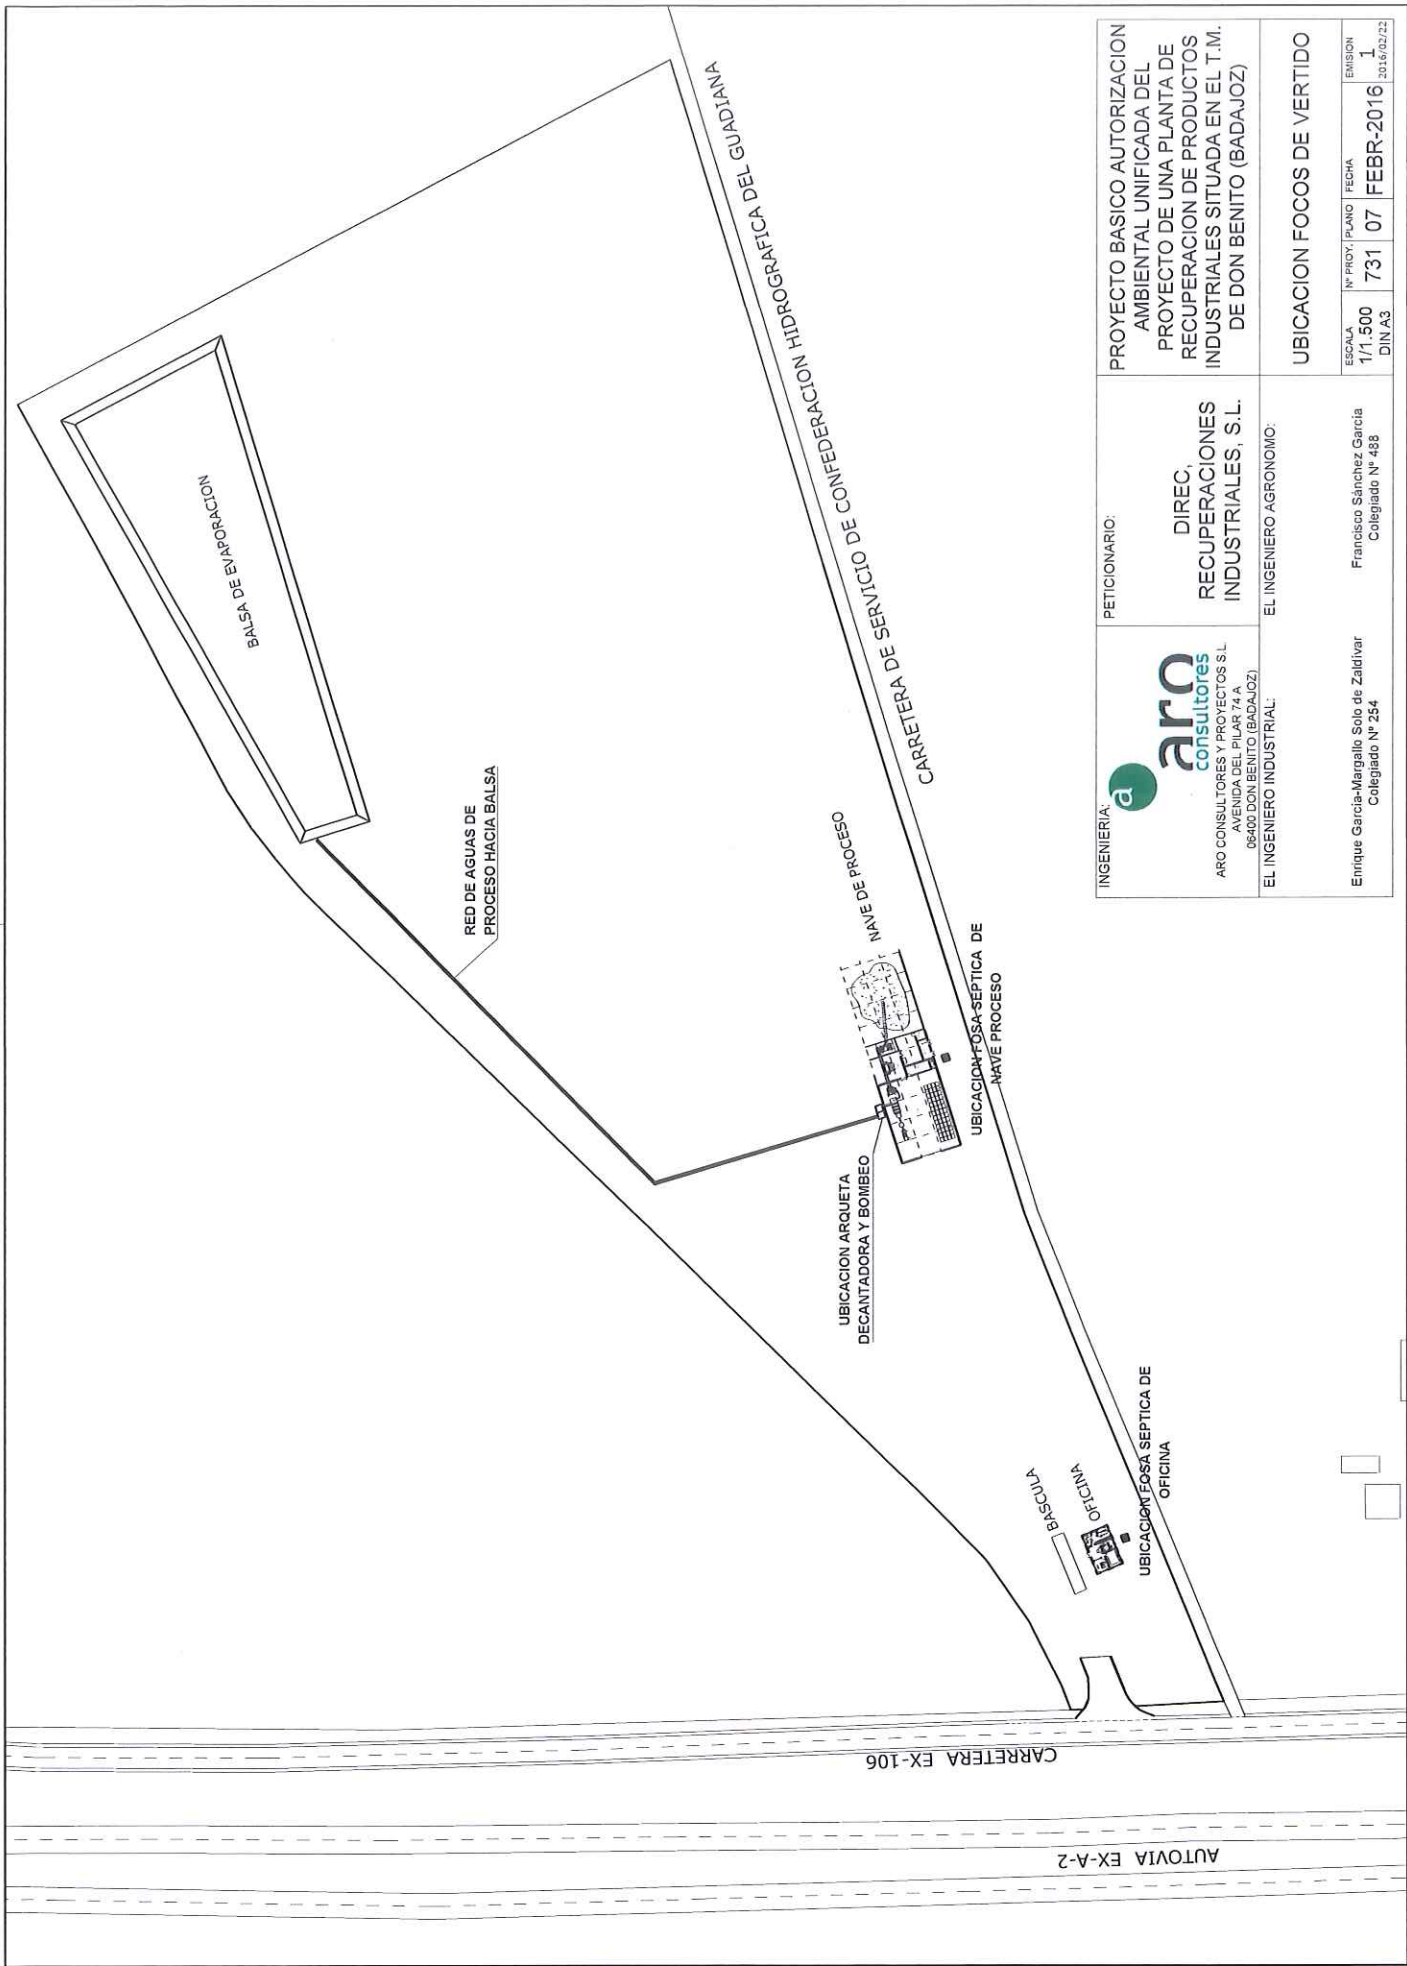 BALSA DE EVAPORACION
RED DE AGUAS DE
PROCESO HACIA BALSA
CARRETERA DE SERVICIO DE CONFEDERACION HIDROGRAFICA DEL GUADIANA
NAVE DE PROCESO
UBICACION ARQUETA
DECANTADORA Y BOMBEO
UBICACION FOSA SEPTICA DE
NAVE PROCESO
BASCULA
OFICINA
UBICACION FOSA SEPTICA DE
OFICINA
CARRETERA EX-106
AUTOVIA EX-A-2
INGENIERIA:
a
aro
consultores
ARO CONSULTORES Y PROYECTOS S.L.
AVENIDA DEL PILAR 74 A
06400 DON BENITO (BADAJOZ)
PETICIONARIO:
DIREC,
RECUPERACIONES
INDUSTRIALES, S.L.
PROYECTO BASICO AUTORIZACION
AMBIENTAL UNIFICADA DEL
PROYECTO DE UNA PLANTA DE
RECUPERACION DE PRODUCTOS
INDUSTRIALES SITUADA EN EL T.M.
DE DON BENITO (BADAJOZ)
EL INGENIERO INDUSTRIAL:
Enrique García-Margallo Solo de Zaldívar
Colegiado Nº 254
EL INGENIERO AGRONOMO:
Francisco Sánchez García
Colegiado Nº 488
UBICACION FOCOS DE VERTIDO
ESCALA
1/1.500
DIN A3
Nº PROY.
731
PLANO
07
FECHA
FEBR-2016
EMISION
1
2016/02/22